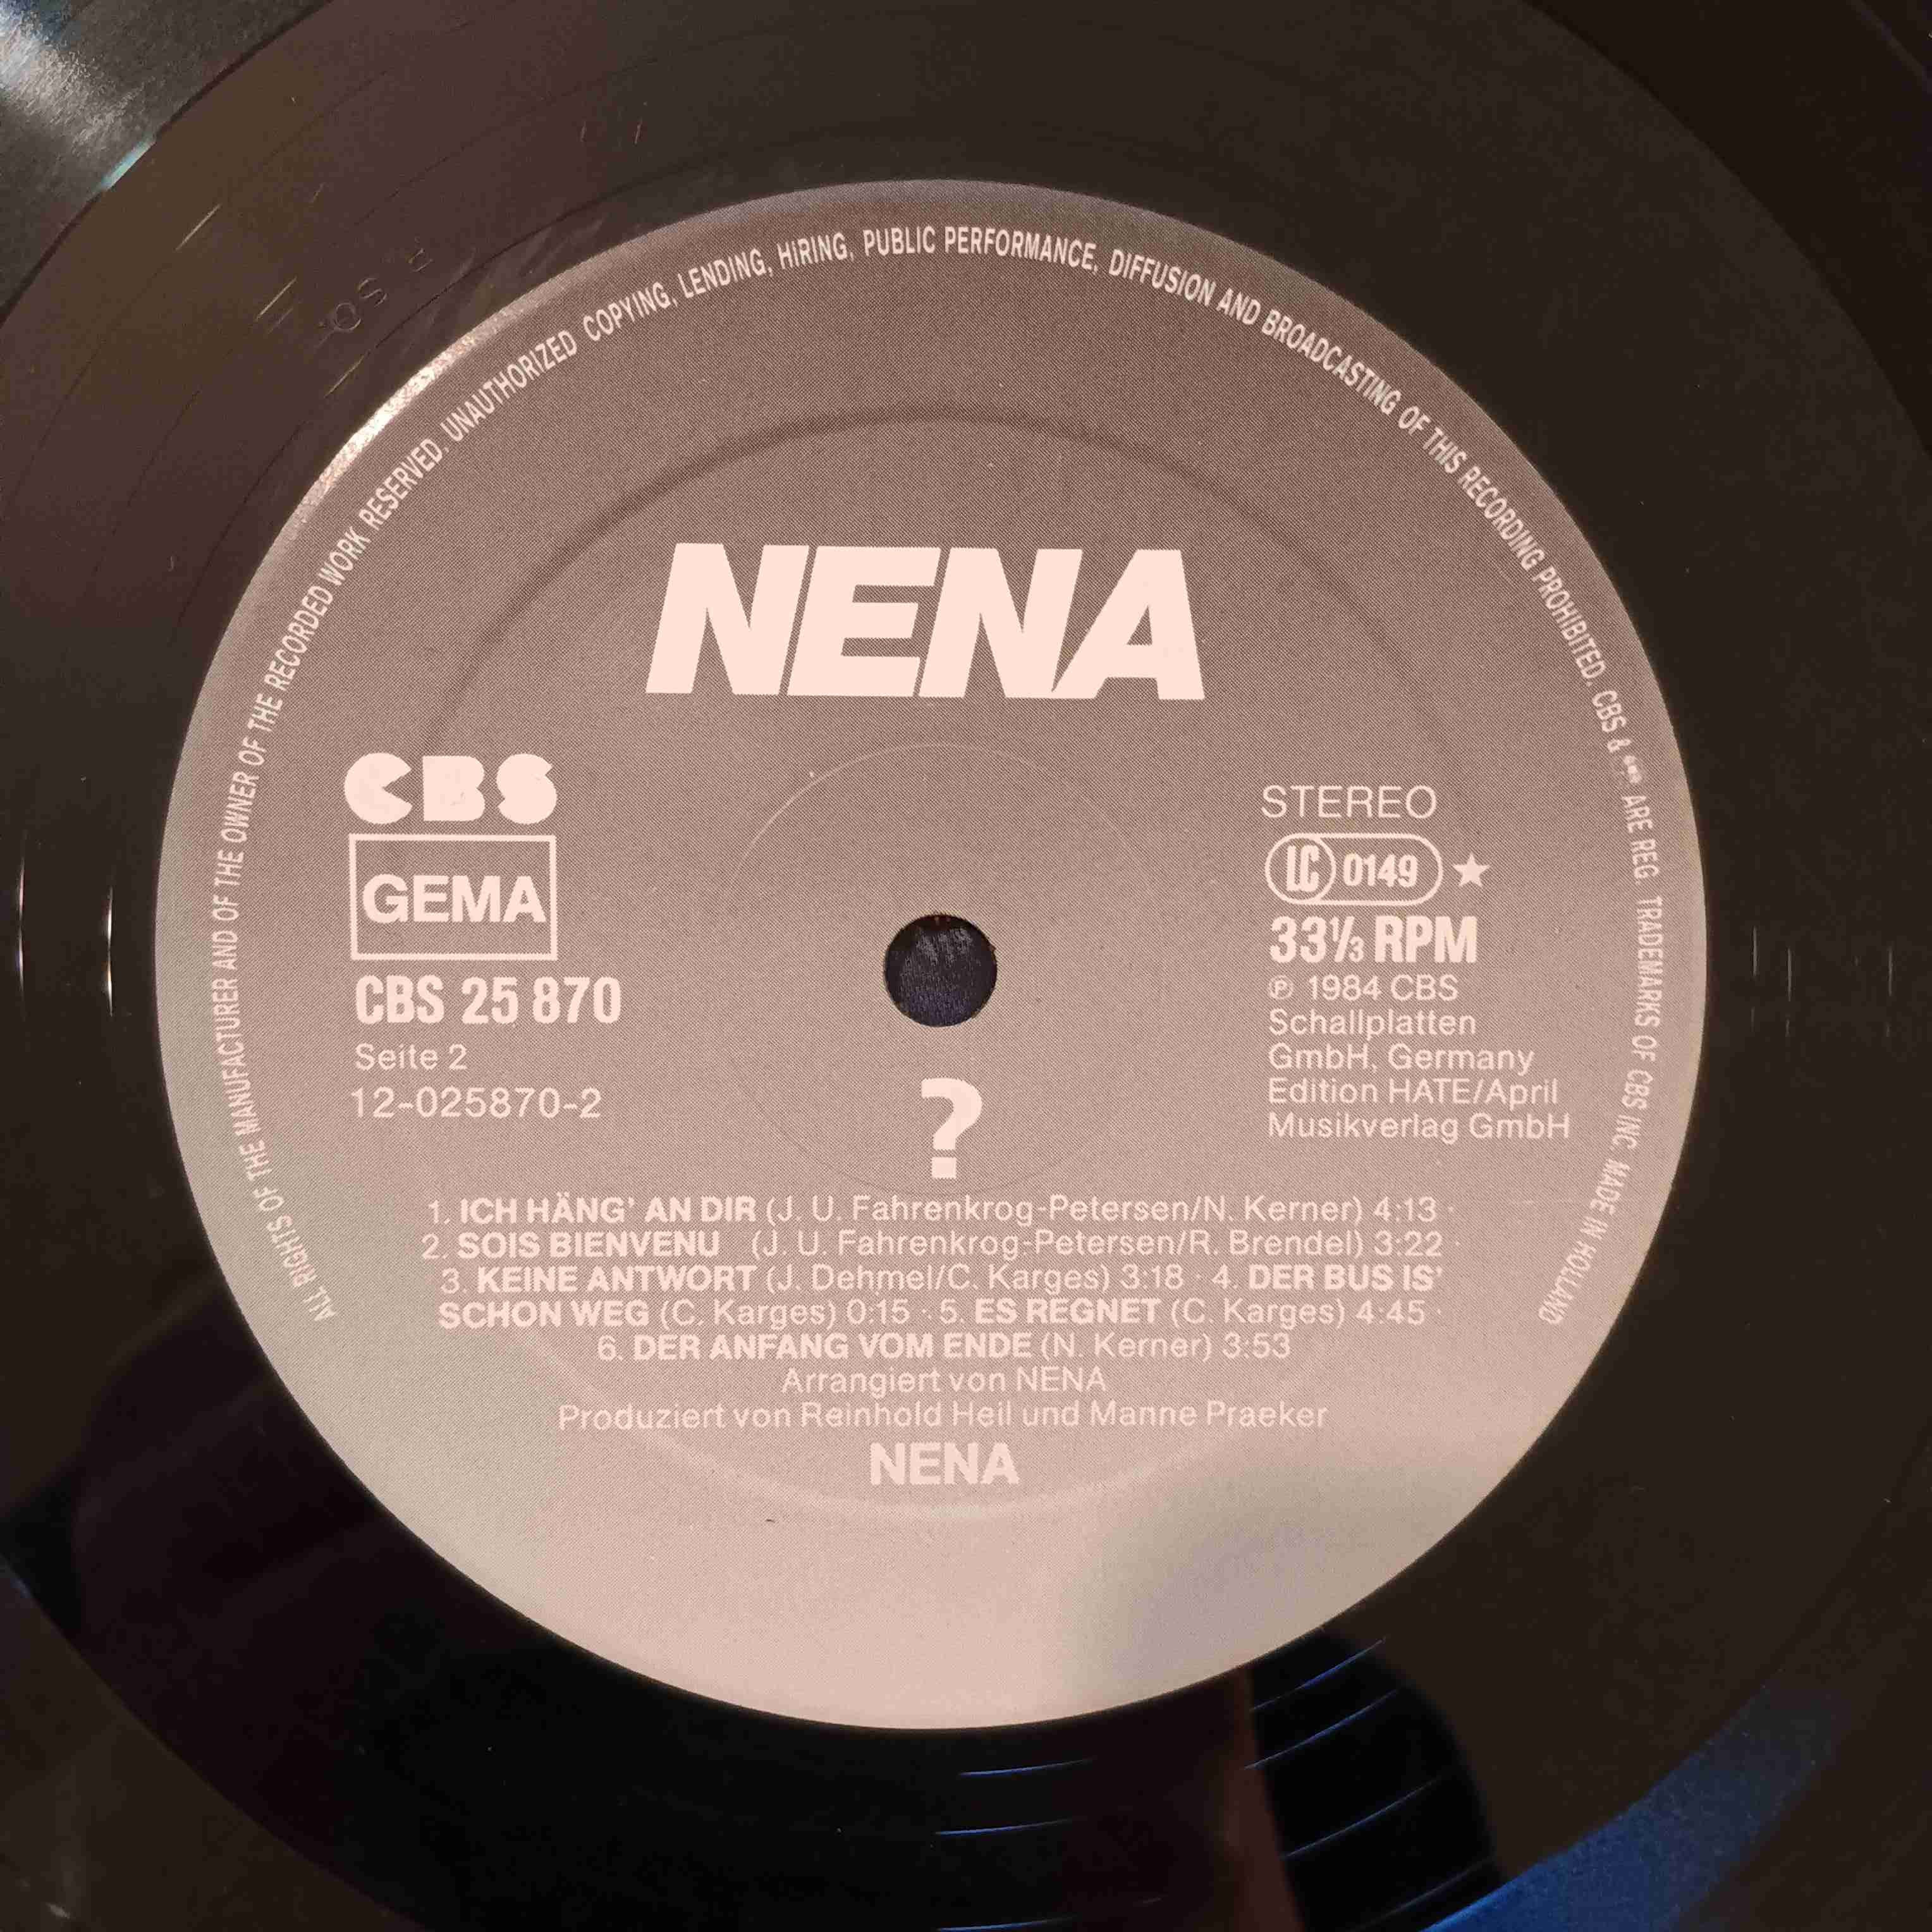 ALL RIGHTS OF THE MANUFACTURER AND OF THE OWNER OF THE RECORDED WORK RESERVED. UNAUTHORIZED COPYING, LENDING, HIRING, PUBLIC PERFORMANCE, DIFFUSION AND BROADCASTING OF THIS RECORDING PROHIBITED. CBS & ARE REG. TRADEMARKS OF CBS INC. MADE IN HOLLAND
NENA
CBS
GEMA
CBS 25 870
Seite 2
12-025870-2
STEREO
LC 0149 ★
33⅓ RPM
℗ 1984 CBS
Schallplatten
GmbH, Germany
Edition HATE/April
Musikverlag GmbH
?
1. ICH HÄNG' AN DIR (J. U. Fahrenkrog-Petersen/N. Kerner) 4:13 ·
2. SOIS BIENVENU (J. U. Fahrenkrog-Petersen/R. Brendel) 3:22 ·
3. KEINE ANTWORT (J. Dehmel/C. Karges) 3:18 · 4. DER BUS IS'
SCHON WEG (C. Karges) 0:15 · 5. ES REGNET (C. Karges) 4:45 ·
6. DER ANFANG VOM ENDE (N. Kerner) 3:53
Arrangiert von NENA
Produziert von Reinhold Heil und Manne Praeker
NENA